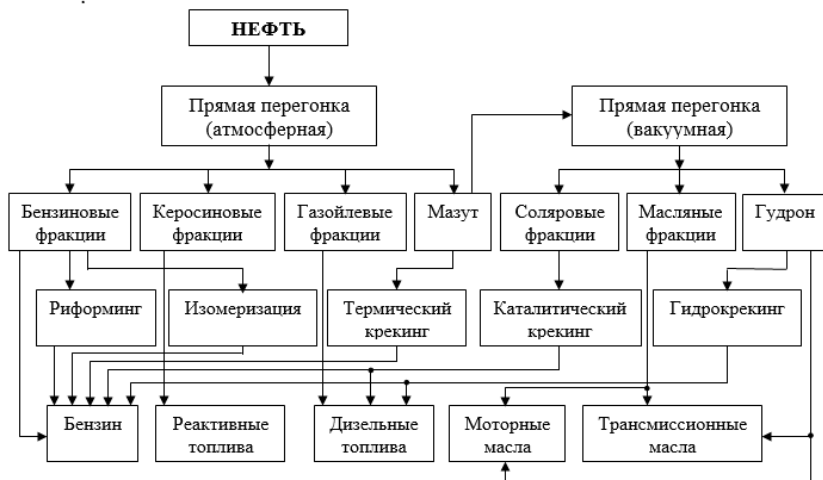 НЕФТЬ
Прямая перегонка
(атмосферная)
Прямая перегонка
(вакуумная)
Бензиновые
фракции
Керосиновые
фракции
Газойлевые
фракции
Мазут
Соляровые
фракции
Масляные
фракции
Гудрон
Риформинг
Изомеризация
Термический
крекинг
Каталитический
крекинг
Гидрокрекинг
Бензин
Реактивные
топлива
Дизельные
топлива
Моторные
масла
Трансмиссионные
масла